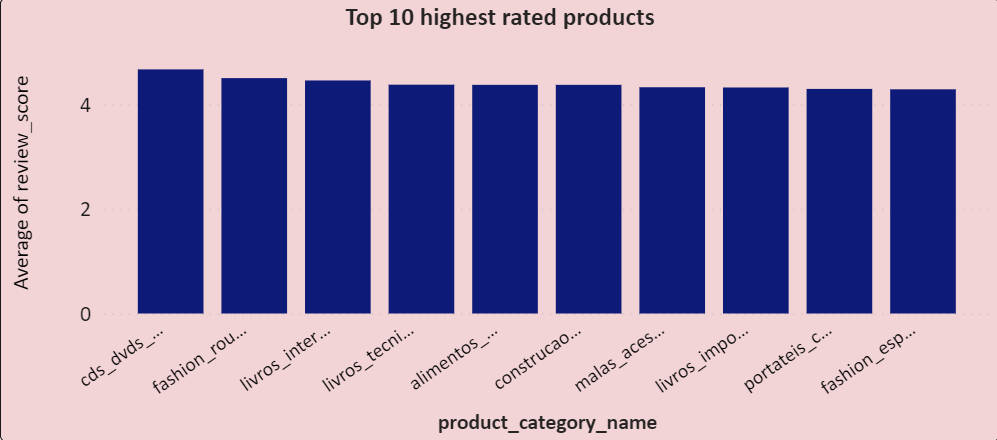 Top 10 highest rated products
Average of review_score
4
2
0
cds_dvds_...
fashion_rou...
livros_inter...
livros_tecni...
alimentos_...
construcao...
malas_aces...
livros_impo...
portateis_c...
fashion_esp...
product_category_name